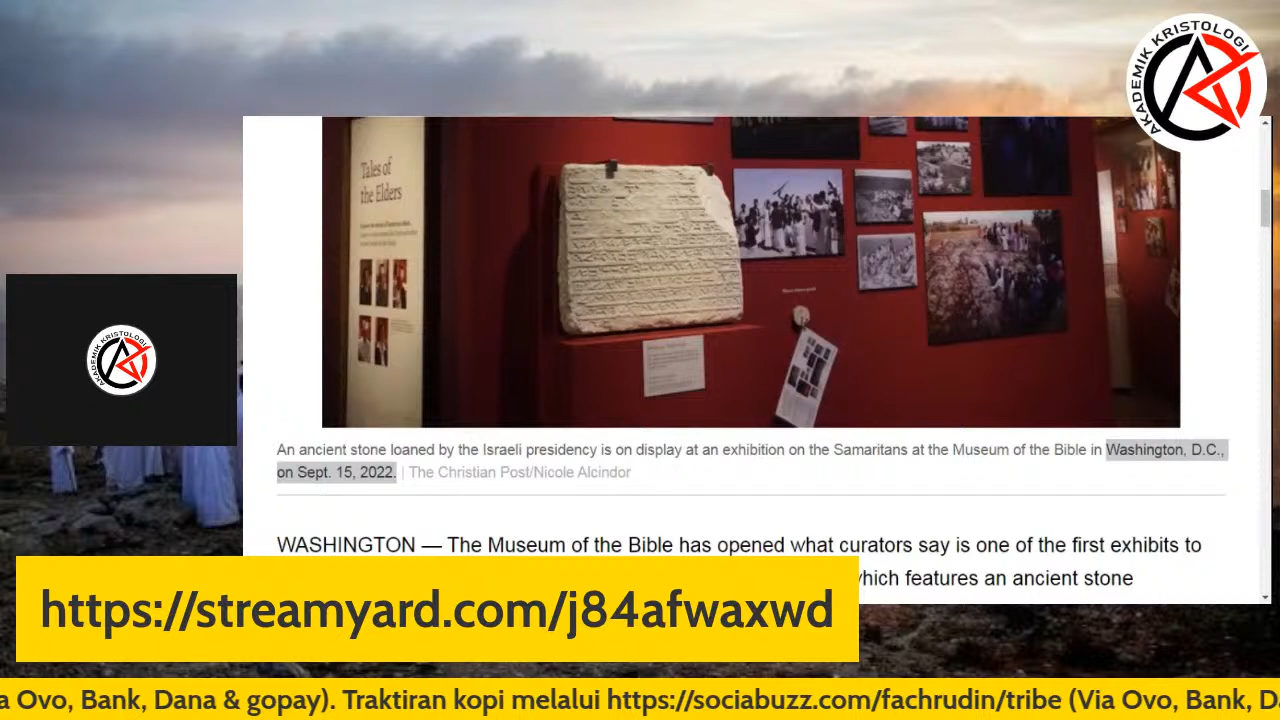 AKADEMIK KRISTOLOGI
Tales of
the Elders
AKADEMIK KRISTOLOGI
An ancient stone loaned by the Israeli presidency is on display at an exhibition on the Samaritans at the Museum of the Bible in Washington, D.C.,
on Sept. 15, 2022. | The Christian Post/Nicole Alcindor
WASHINGTON — The Museum of the Bible has opened what curators say is one of the first exhibits to
which features an ancient stone
https://streamyard.com/j84afwaxwd
a Ovo, Bank, Dana & gopay). Traktiran kopi melalui https://sociabuzz.com/fachrudin/tribe (Via Ovo, Bank, D